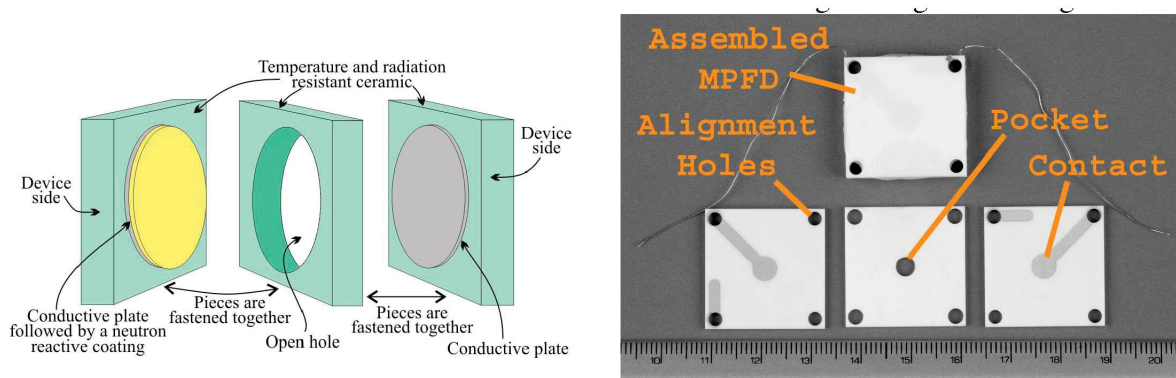 Temperature and radiation
resistant ceramic
Device
side
Device
side
Conductive plate
followed by a neutron
reactive coating
Pieces are
fastened together
Open hole
Pieces are
fastened together
Conductive plate
Assembled
MPFD
Alignment
Holes
Pocket
Contact
10 11 12 13 14 15 16 17 18 19 20